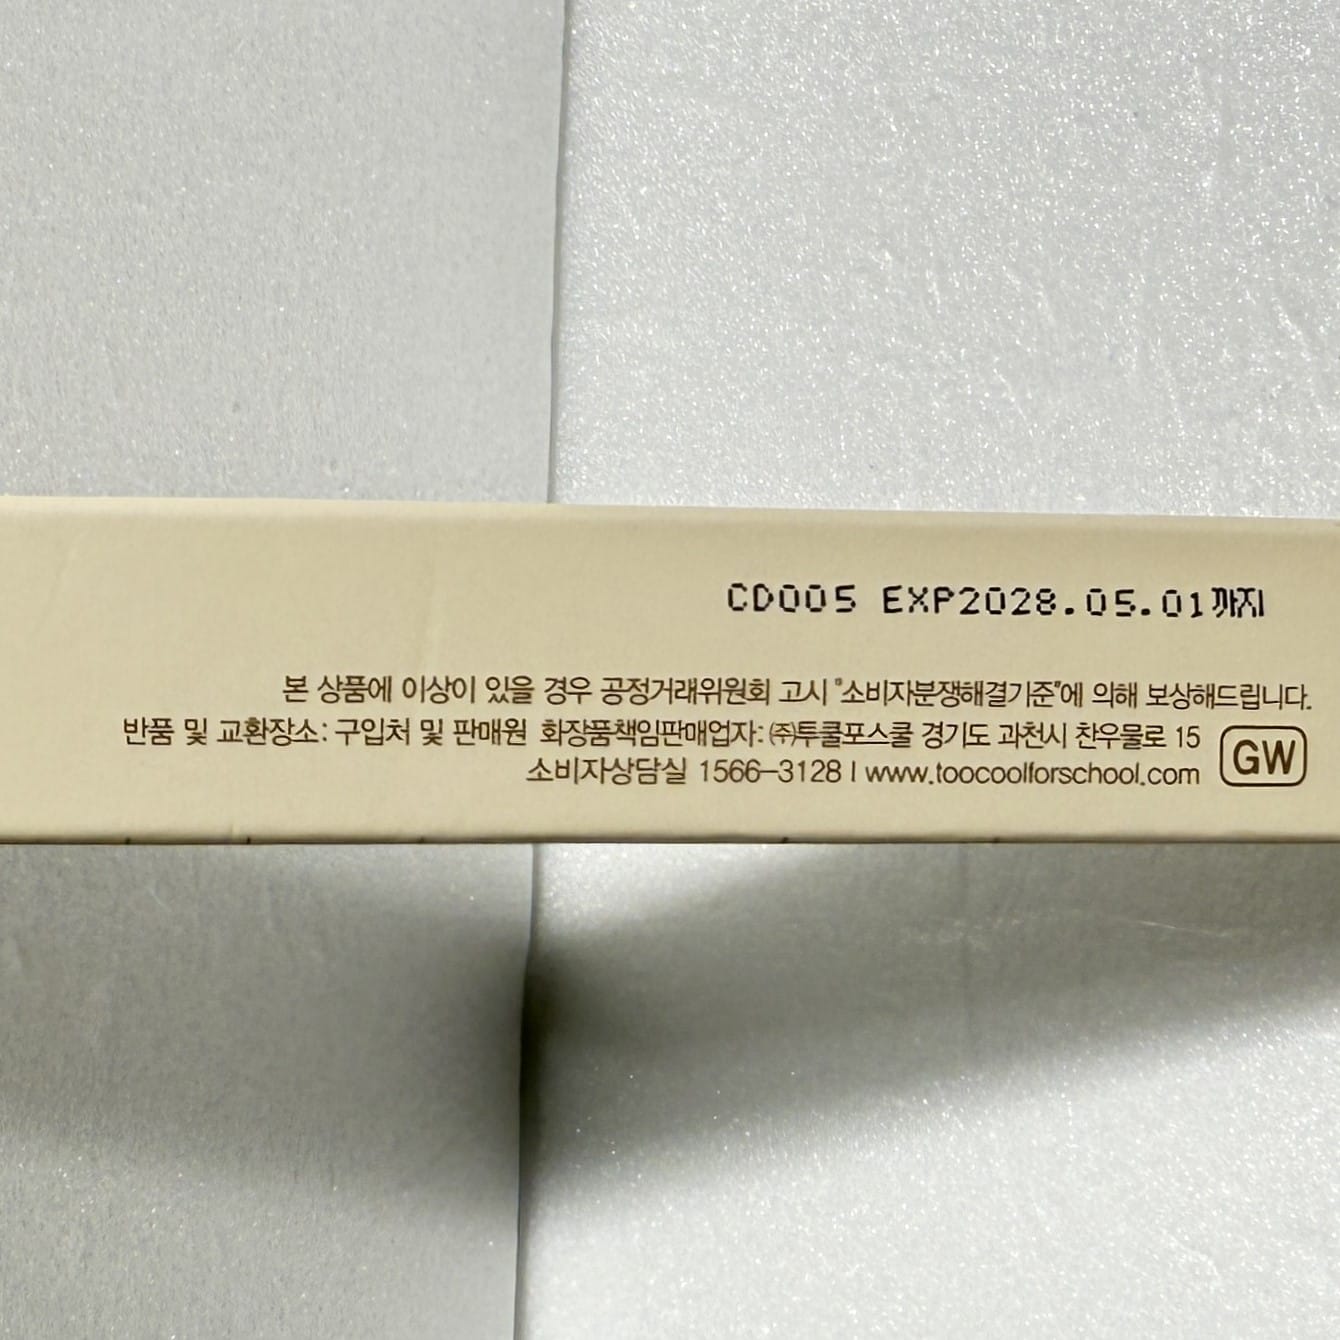 CD005 EXP2028.05.01까지
본 상품에 이상이 있을 경우 공정거래위원회 고시 "소비자분쟁해결기준"에 의해 보상해드립니다.
반품 및 교환장소: 구입처 및 판매원 화장품책임판매업자: ㈜투쿨포스쿨 경기도 과천시 찬우물로 15
소비자상담실 1566-3128 | www.toocoolforschool.com
GW